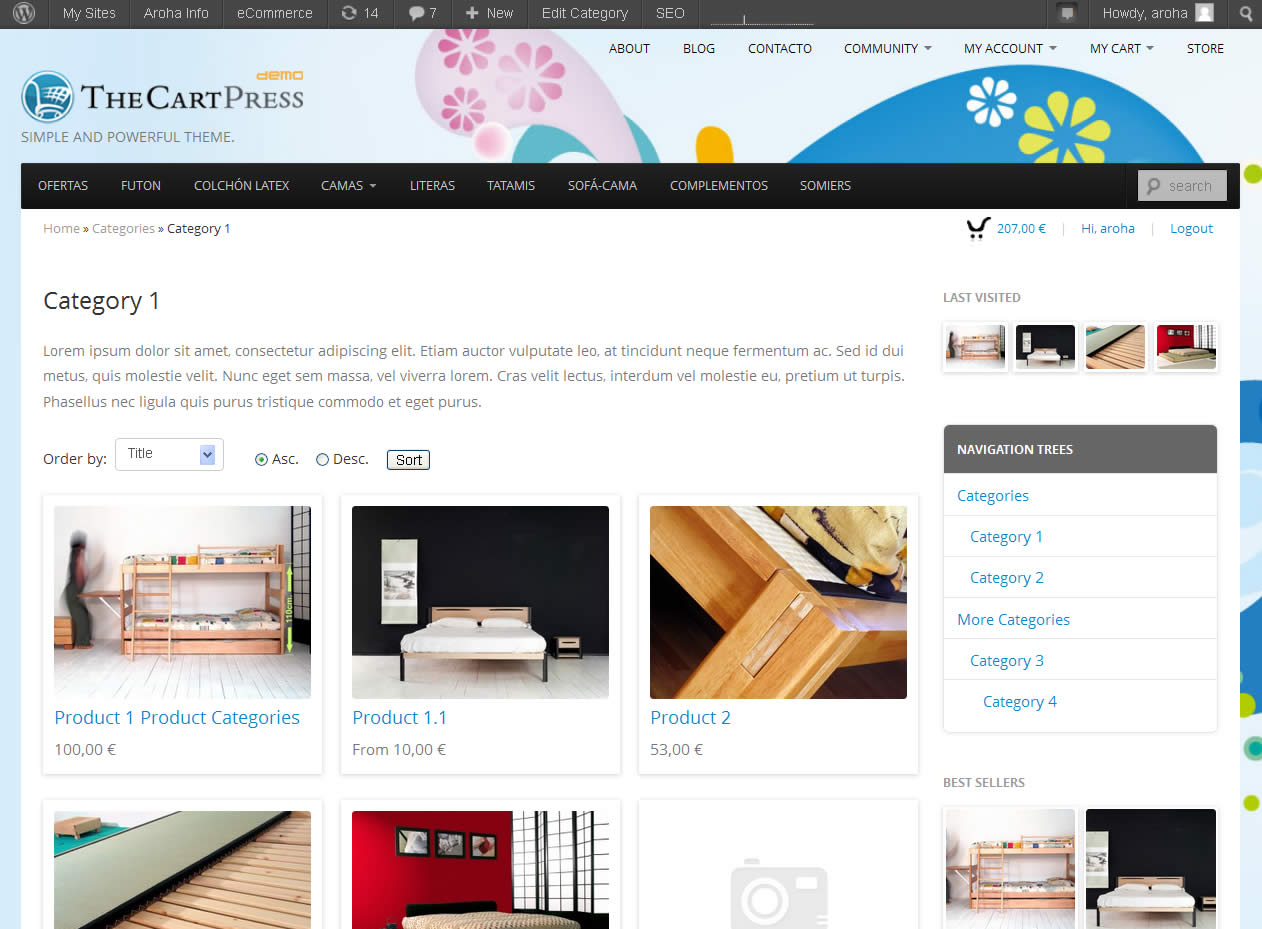 My Sites Aroha Info eCommerce 14 7 New Edit Category SEO Howdy, aroha
ABOUT BLOG CONTACTO COMMUNITY MY ACCOUNT MY CART STORE
demo
THECARTPRESS
SIMPLE AND POWERFUL THEME.
OFERTAS FUTON COLCHÓN LATEX CAMAS LITERAS TATAMIS SOFÁ-CAMA COMPLEMENTOS SOMIERS search
Home » Categories » Category 1 207,00 € | Hi, aroha | Logout
Category 1
Lorem ipsum dolor sit amet, consectetur adipiscing elit. Etiam auctor vulputate leo, at tincidunt neque fermentum ac. Sed id dui
metus, quis molestie velit. Nunc eget sem massa, vel viverra lorem. Cras velit lectus, interdum vel molestie eu, pretium ut turpis.
Phasellus nec ligula quis purus tristique commodo et eget purus.
Order by: Title Asc. Desc. Sort
110cm.
Product 1 Product Categories
100,00 €
Product 1.1
From 10,00 €
Product 2
53,00 €
LAST VISITED
NAVIGATION TREES
Categories
Category 1
Category 2
More Categories
Category 3
Category 4
BEST SELLERS